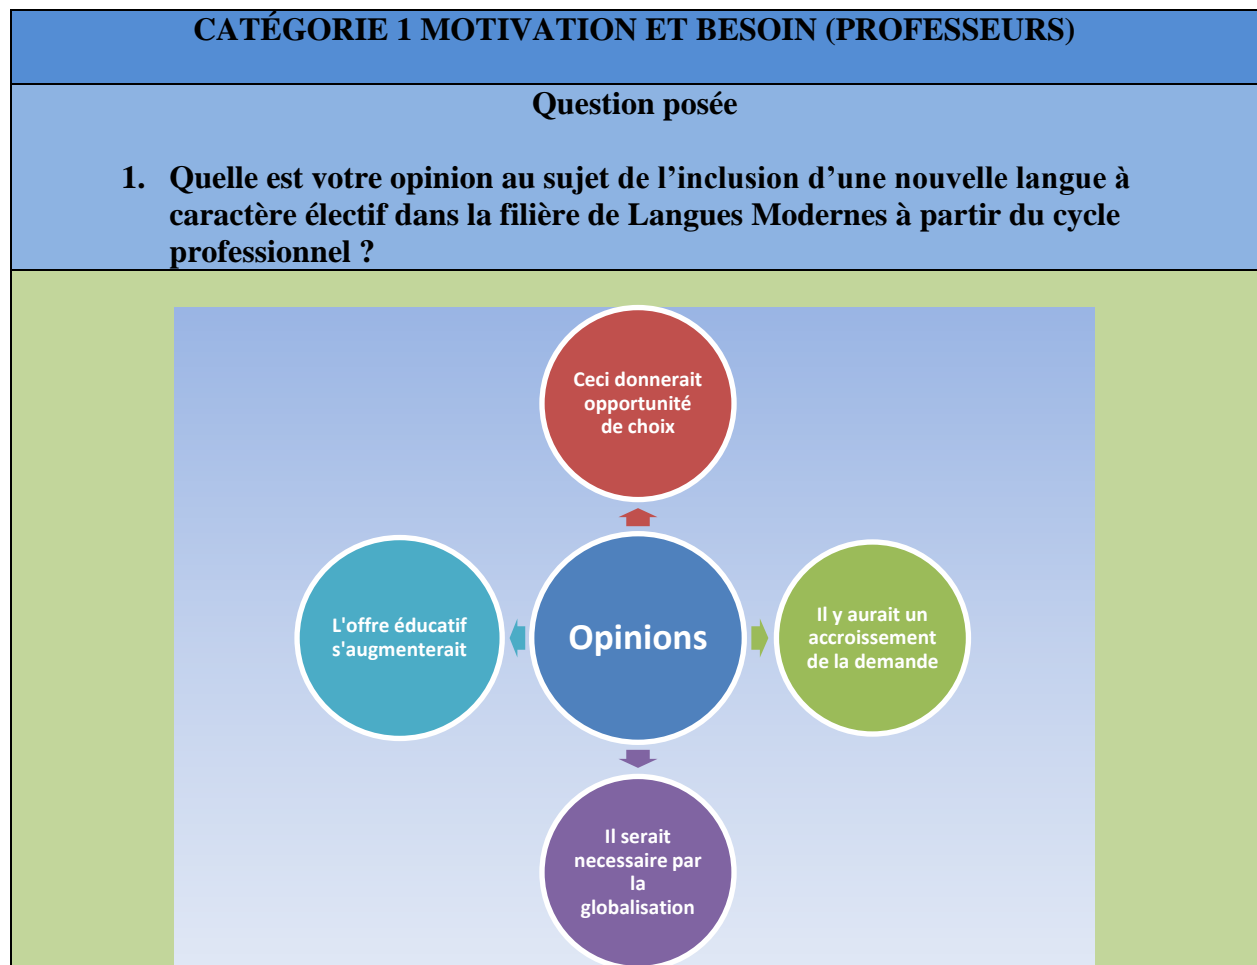 CATÉGORIE 1 MOTIVATION ET BESOIN (PROFESSEURS)
Question posée
1. Quelle est votre opinion au sujet de l’inclusion d’une nouvelle langue à
caractère électif dans la filière de Langues Modernes à partir du cycle
professionnel ?
Ceci donnerait
opportunité
de choix
L'offre éducatif
s'augmenterait
Opinions
Il y aurait un
accroissement
de la demande
Il serait
necessaire par
la
globalisation